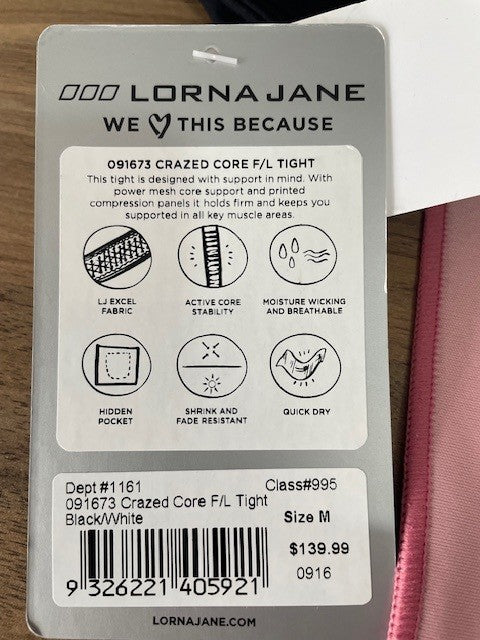 LORNA JANE
WE THIS BECAUSE
091673 CRAZED CORE F/L TIGHT
This tight is designed with support in mind. With
power mesh core support and printed
compression panels it holds firm and keeps you
supported in all key muscle areas.
LJ EXCEL
FABRIC
ACTIVE CORE
STABILITY
MOISTURE WICKING
AND BREATHABLE
HIDDEN
POCKET
SHRINK AND
FADE RESISTANT
QUICK DRY
Dept #1161 Class#995
091673 Crazed Core F/L Tight
Black/White
Size M
$139.99
0916
9 326221 405921
LORNAJANE.COM